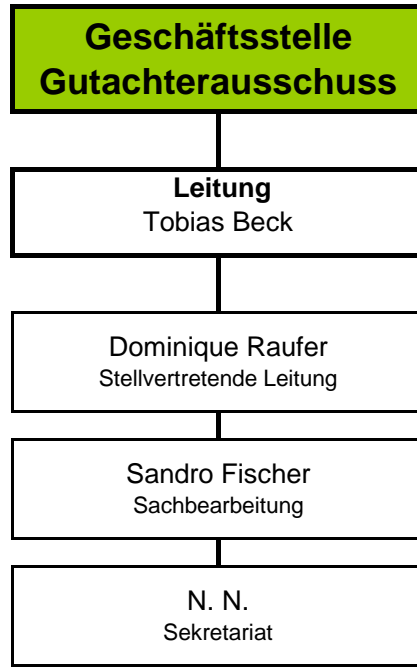 Geschäftsstelle
Gutachterausschuss
Leitung
Tobias Beck
Dominique Raufer
Stellvertretende Leitung
Sandro Fischer
Sachbearbeitung
N. N.
Sekretariat